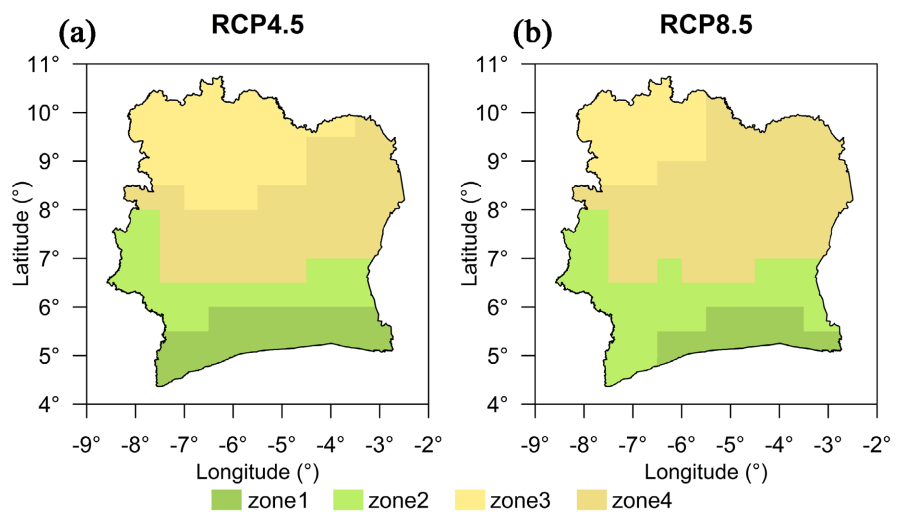 (a) RCP4.5 (b) RCP8.5
11° 11°
10° 10°
9° 9°
8° 8°
7° 7°
6° 6°
5° 5°
4° 4°
Latitude (°) Latitude (°)
-9° -8° -7° -6° -5° -4° -3° -2° -9° -8° -7° -6° -5° -4° -3° -2°
Longitude (°) Longitude (°)
zone1 zone2 zone3 zone4